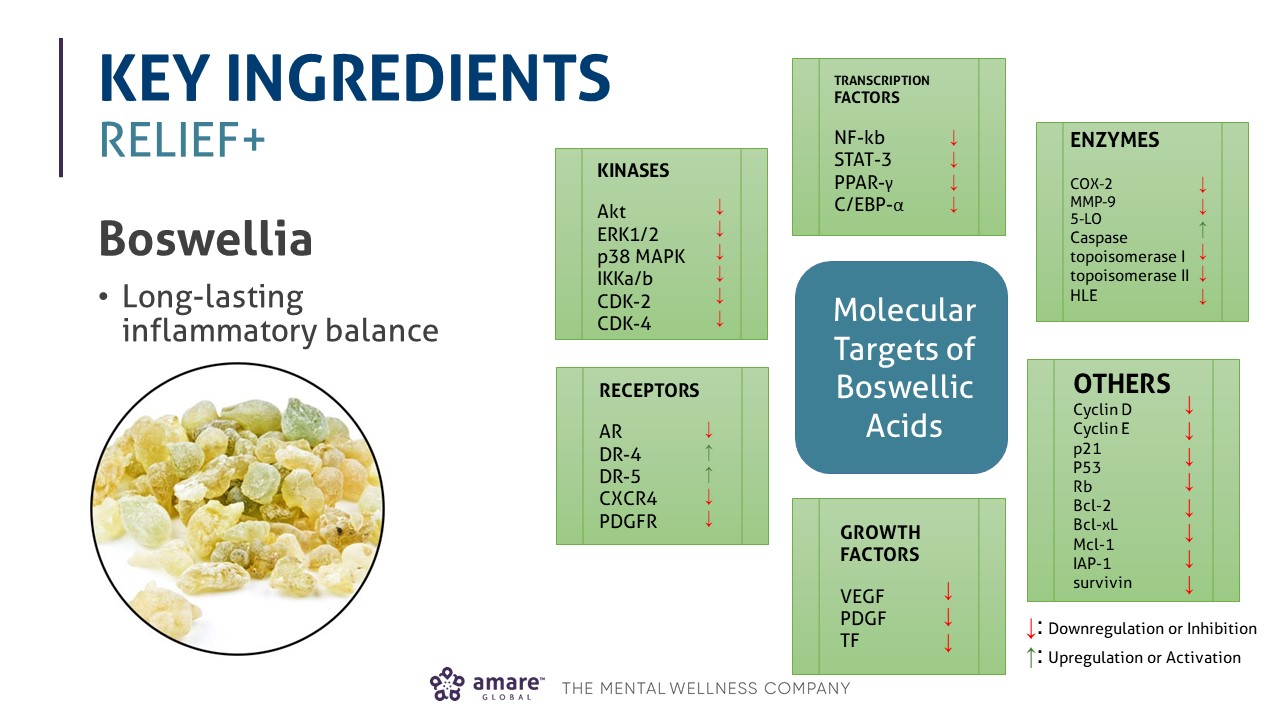 KEY INGREDIENTS
RELIEF+
Boswellia
• Long-lasting
inflammatory balance
KINASES
Akt ↓
ERK1/2 ↓
p38 MAPK ↓
IKKa/b ↓
CDK-2 ↓
CDK-4 ↓
RECEPTORS
AR ↓
DR-4 ↑
DR-5 ↑
CXCR4 ↓
PDGFR ↓
TRANSCRIPTION
FACTORS
NF-kb ↓
STAT-3 ↓
PPAR-γ ↓
C/EBP-α ↓
Molecular
Targets of
Boswellic
Acids
GROWTH
FACTORS
VEGF ↓
PDGF ↓
TF ↓
ENZYMES
COX-2 ↓
MMP-9 ↓
5-LO
Caspase ↑
topoisomerase I ↓
topoisomerase II ↓
HLE ↓
OTHERS
Cyclin D ↓
Cyclin E ↓
p21
P53 ↓
Rb ↓
Bcl-2 ↓
Bcl-xL ↓
Mcl-1 ↓
IAP-1 ↓
survivin ↓
↓: Downregulation or Inhibition
↑: Upregulation or Activation
amare™
GLOBAL
THE MENTAL WELLNESS COMPANY